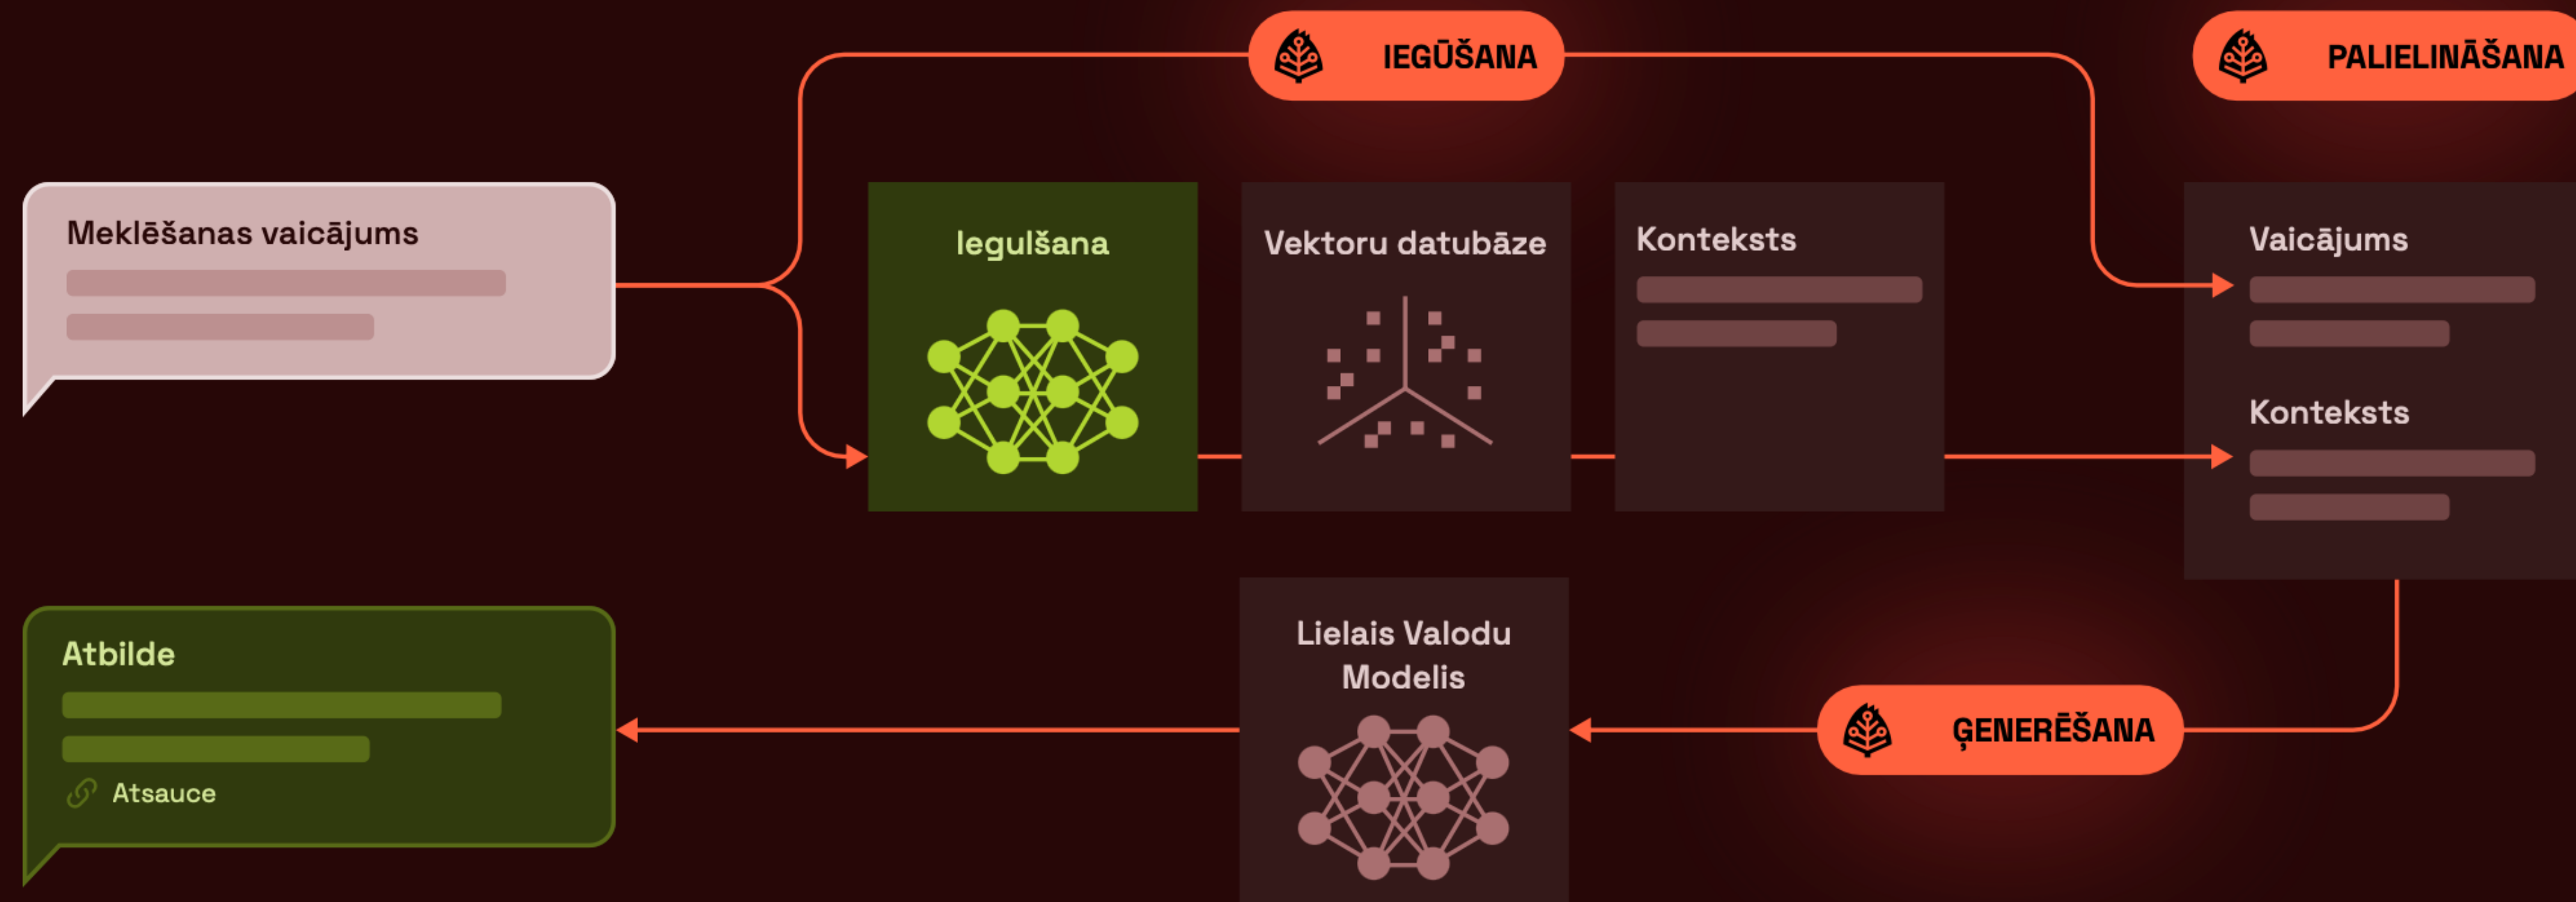 IEGŪŠANA
PALIELINĀŠANA
Meklēšanas vaicājums
Iegulšana
Vektoru datubāze
Konteksts
Vaicājums
Konteksts
Atbilde
Atsauce
Lielais Valodu
Modelis
ĢENERĒŠANA